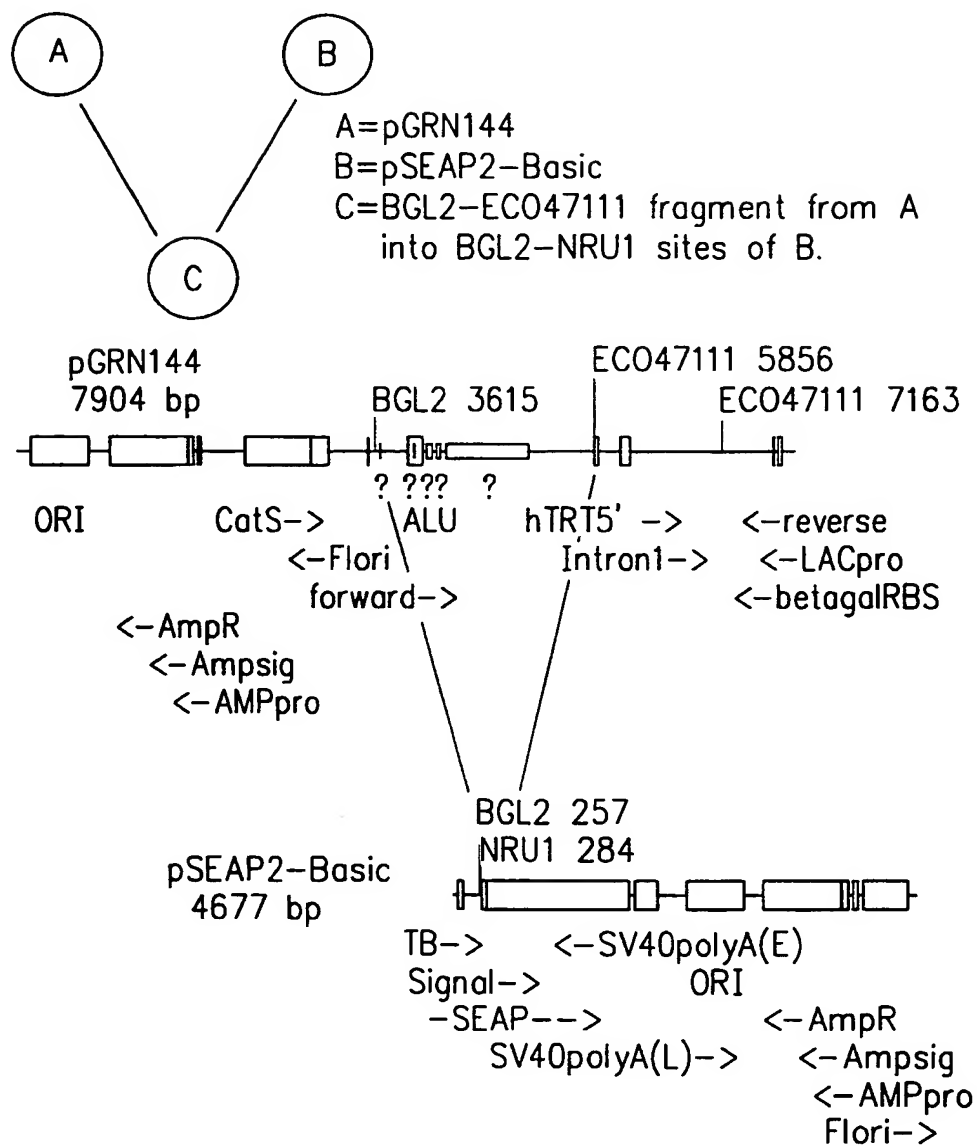 A
B
A=pGRN144
B=pSEAP2-Basic
C=BGL2-ECO47111 fragment from A
into BGL2-NRU1 sites of B.
C
pGRN144
7904 bp
ECO47111 5856
BGL2 3615
ECO47111 7163
? ??? ?
ORI
CatS->
ALU
hTRT5' ->
<-reverse
<-Flori
Intron1->
<-LACpro
forward->
<-betagalRBS
<-AmpR
<-Ampsig
<-AMPpro
BGL2 257
NRU1 284
pSEAP2-Basic
4677 bp
TB->
<-SV40polyA(E)
Signal->
ORI
-SEAP-->
<-AmpR
SV40polyA(L)->
<-Ampsig
<-AMPpro
Flori->